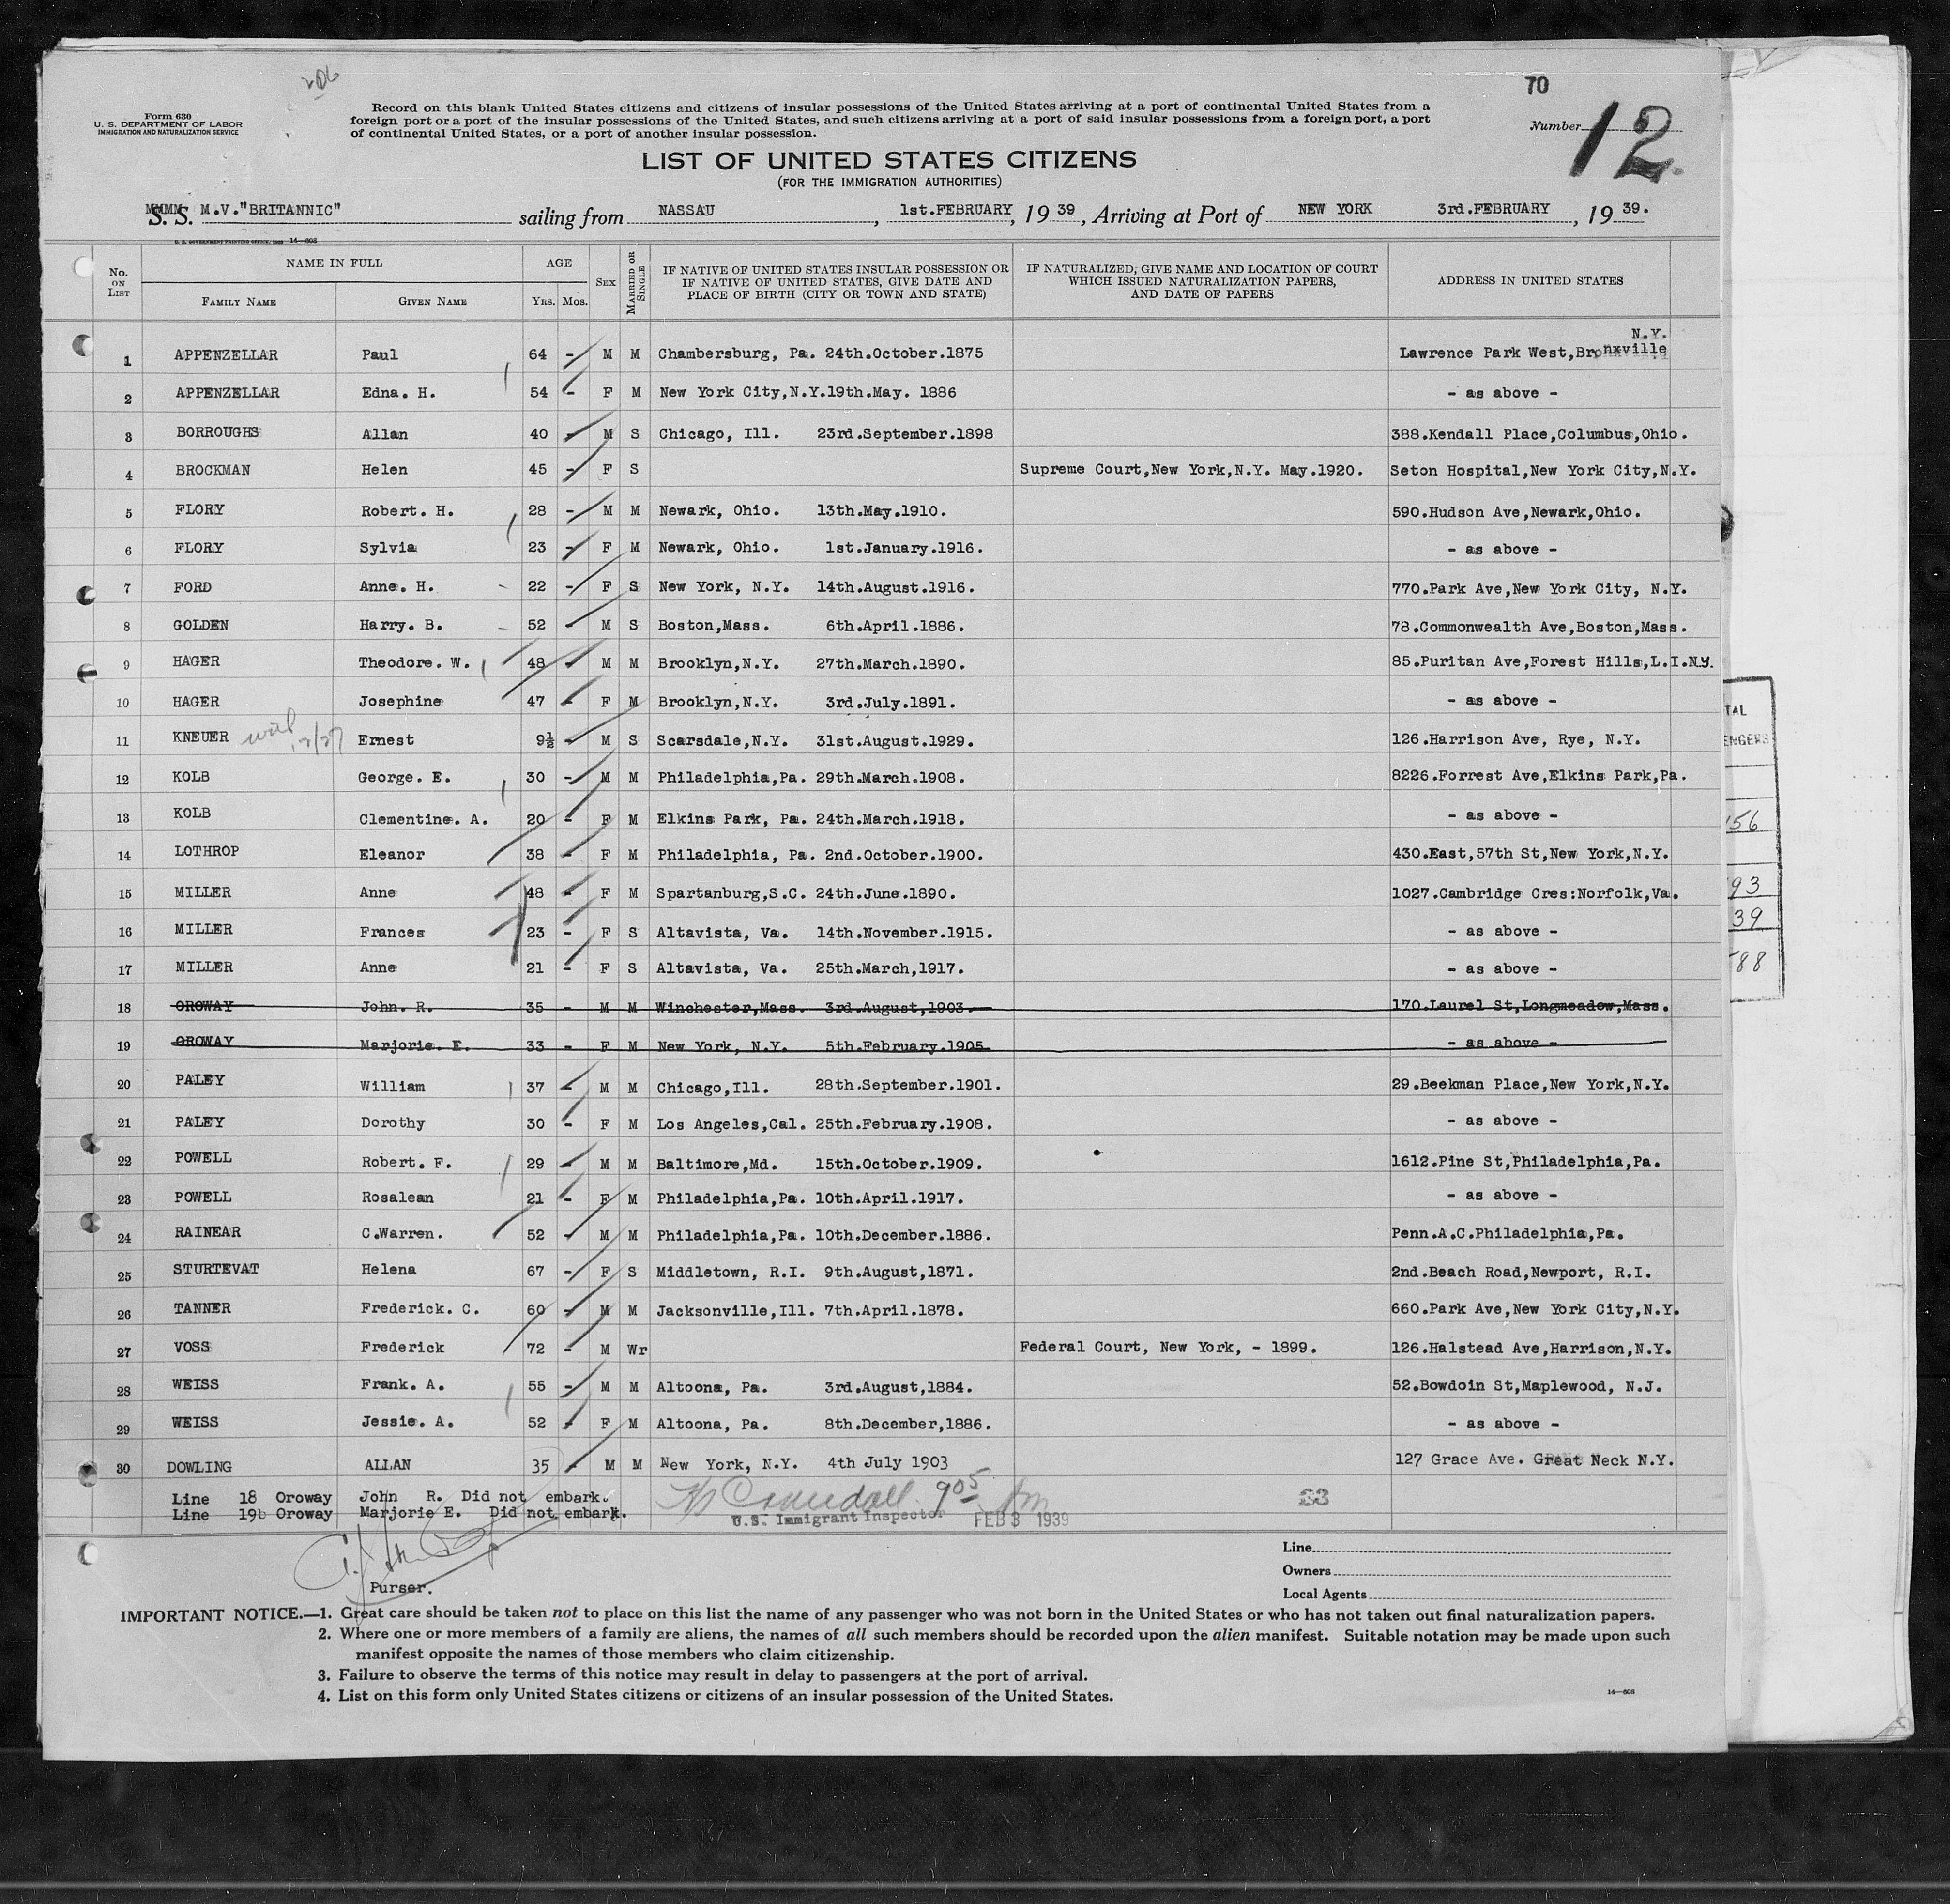 206
70
Form 630
U. S. DEPARTMENT OF LABOR
IMMIGRATION AND NATURALIZATION SERVICE
Record on this blank United States citizens and citizens of insular possessions of the United States arriving at a port of continental United States from a
foreign port or a port of the insular possessions of the United States, and such citizens arriving at a port of said insular possessions from a foreign port, a port
of continental United States, or a port of another insular possession.
Number 12
LIST OF UNITED STATES CITIZENS
(FOR THE IMMIGRATION AUTHORITIES)
S. S. M.V."BRITANNIC" sailing from NASSAU, 1st.FEBRUARY, 19 39, Arriving at Port of NEW YORK 3rd.FEBRUARY, 19 39.
U. S. GOVERNMENT PRINTING OFFICE 14—608
No. ON LIST NAME IN FULL FAMILY NAME GIVEN NAME AGE YRS. MOS. SEX MARRIED OR SINGLE IF NATIVE OF UNITED STATES INSULAR POSSESSION OR IF NATIVE OF UNITED STATES, GIVE DATE AND PLACE OF BIRTH (CITY OR TOWN AND STATE) IF NATURALIZED, GIVE NAME AND LOCATION OF COURT WHICH ISSUED NATURALIZATION PAPERS, AND DATE OF PAPERS ADDRESS IN UNITED STATES
N.Y.
1 APPENZELLAR Paul 64 - M M Chambersburg, Pa. 24th.October.1875 Lawrence Park West,Bronxville
2 APPENZELLAR Edna. H. 54 - F M New York City,N.Y.19th.May. 1886 - as above -
3 BORROUGHS Allan 40 - M S Chicago, Ill. 23rd.September.1898 388.Kendall Place,Columbus,Ohio.
4 BROCKMAN Helen 45 - F S Supreme Court,New York,N.Y. May.1920. Seton Hospital,New York City,N.Y.
5 FLORY Robert. H. 28 - M M Newark, Ohio. 13th.May.1910. 590.Hudson Ave,Newark,Ohio.
6 FLORY Sylvia 23 - F M Newark, Ohio. 1st.January.1916. - as above -
7 FORD Anne. H. 22 - F S New York, N.Y. 14th.August.1916. 770.Park Ave,New York City, N.Y.
8 GOLDEN Harry. B. 52 - M S Boston,Mass. 6th.April.1886. 78.Commonwealth Ave,Boston,Mass.
9 HAGER Theodore. W. 48 - M M Brooklyn,N.Y. 27th.March.1890. 85.Puritan Ave,Forest Hills,L.I.N.Y.
10 HAGER Josephine 47 - F M Brooklyn,N.Y. 3rd.July.1891. - as above -
11 KNEUER Ernest 9½ - M S Scarsdale,N.Y. 31st.August.1929. 126.Harrison Ave, Rye, N.Y.
12 KOLB George. E. 30 - M M Philadelphia,Pa. 29th.March.1908. 8226.Forrest Ave,Elkins Park,Pa.
13 KOLB Clementine. A. 20 - F M Elkins Park, Pa. 24th.March.1918. - as above -
14 LOTHROP Eleanor 38 - F M Philadelphia, Pa. 2nd.October.1900. 430.East,57th St,New York,N.Y.
15 MILLER Anne 48 - F M Spartanburg,S.C. 24th.June.1890. 1027.Cambridge Cres:Norfolk,Va.
16 MILLER Frances 23 - F S Altavista, Va. 14th.November.1915. - as above -
17 MILLER Anne 21 - F S Altavista, Va. 25th.March,1917. - as above -
18 OROWAY John. R. 35 - M M Winchester,Mass. 3rd.August,1903. 170.Laurel St,Longmeadow,Mass.
19 OROWAY Marjorie. E. 33 - F M New York, N.Y. 5th.February.1905 - as above -
20 PALEY William 37 - M M Chicago,Ill. 28th.September.1901. 29.Beekman Place,New York,N.Y.
21 PALEY Dorothy 30 - F M Los Angeles,Cal. 25th.February.1908. - as above -
22 POWELL Robert. F. 29 - M M Baltimore,Md. 15th.October.1909. 1612.Pine St,Philadelphia,Pa.
23 POWELL Rosalean 21 - F M Philadelphia,Pa. 10th.April.1917. - as above -
24 RAINEAR C.Warren. 52 - M M Philadelphia,Pa. 10th.December.1886. Penn.A.C.Philadelphia,Pa.
25 STURTEVAT Helena 67 - F S Middletown, R.I. 9th.August,1871. 2nd.Beach Road,Newport, R.I.
26 TANNER Frederick. C. 60 - M M Jacksonville,Ill. 7th.April.1878. 660.Park Ave,New York City,N.Y.
27 VOSS Frederick 72 - M Wr Federal Court, New York, - 1899. 126.Halstead Ave,Harrison,N.Y.
28 WEISS Frank. A. 55 - M M Altoona, Pa. 3rd.August,1884. 52.Bowdoin St,Maplewood, N.J.
29 WEISS Jessie. A. 52 - F M Altoona, Pa. 8th.December,1886. - as above -
30 DOWLING ALLAN 35 - M M New York, N.Y. 4th July 1903 127 Grace Ave. Great Neck N.Y.
Line 18 Oroway John R. Did not embark.
Line 19 Oroway Marjorie E. Did not embark.
905
U.S. Immigrant Inspector FEB 3 1939
Purser.
Line
Owners
Local Agents
IMPORTANT NOTICE.—1. Great care should be taken not to place on this list the name of any passenger who was not born in the United States or who has not taken out final naturalization papers.
2. Where one or more members of a family are aliens, the names of all such members should be recorded upon the alien manifest. Suitable notation may be made upon such
manifest opposite the names of those members who claim citizenship.
3. Failure to observe the terms of this notice may result in delay to passengers at the port of arrival.
4. List on this form only United States citizens or citizens of an insular possession of the United States.
14—608